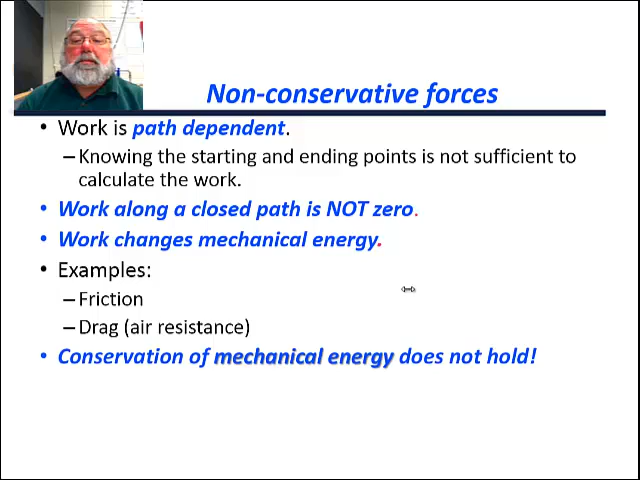 Non-conservative forces
• Work is path dependent.
– Knowing the starting and ending points is not sufficient to
calculate the work.
• Work along a closed path is NOT zero.
• Work changes mechanical energy.
• Examples:
– Friction
– Drag (air resistance)
• Conservation of mechanical energy does not hold!